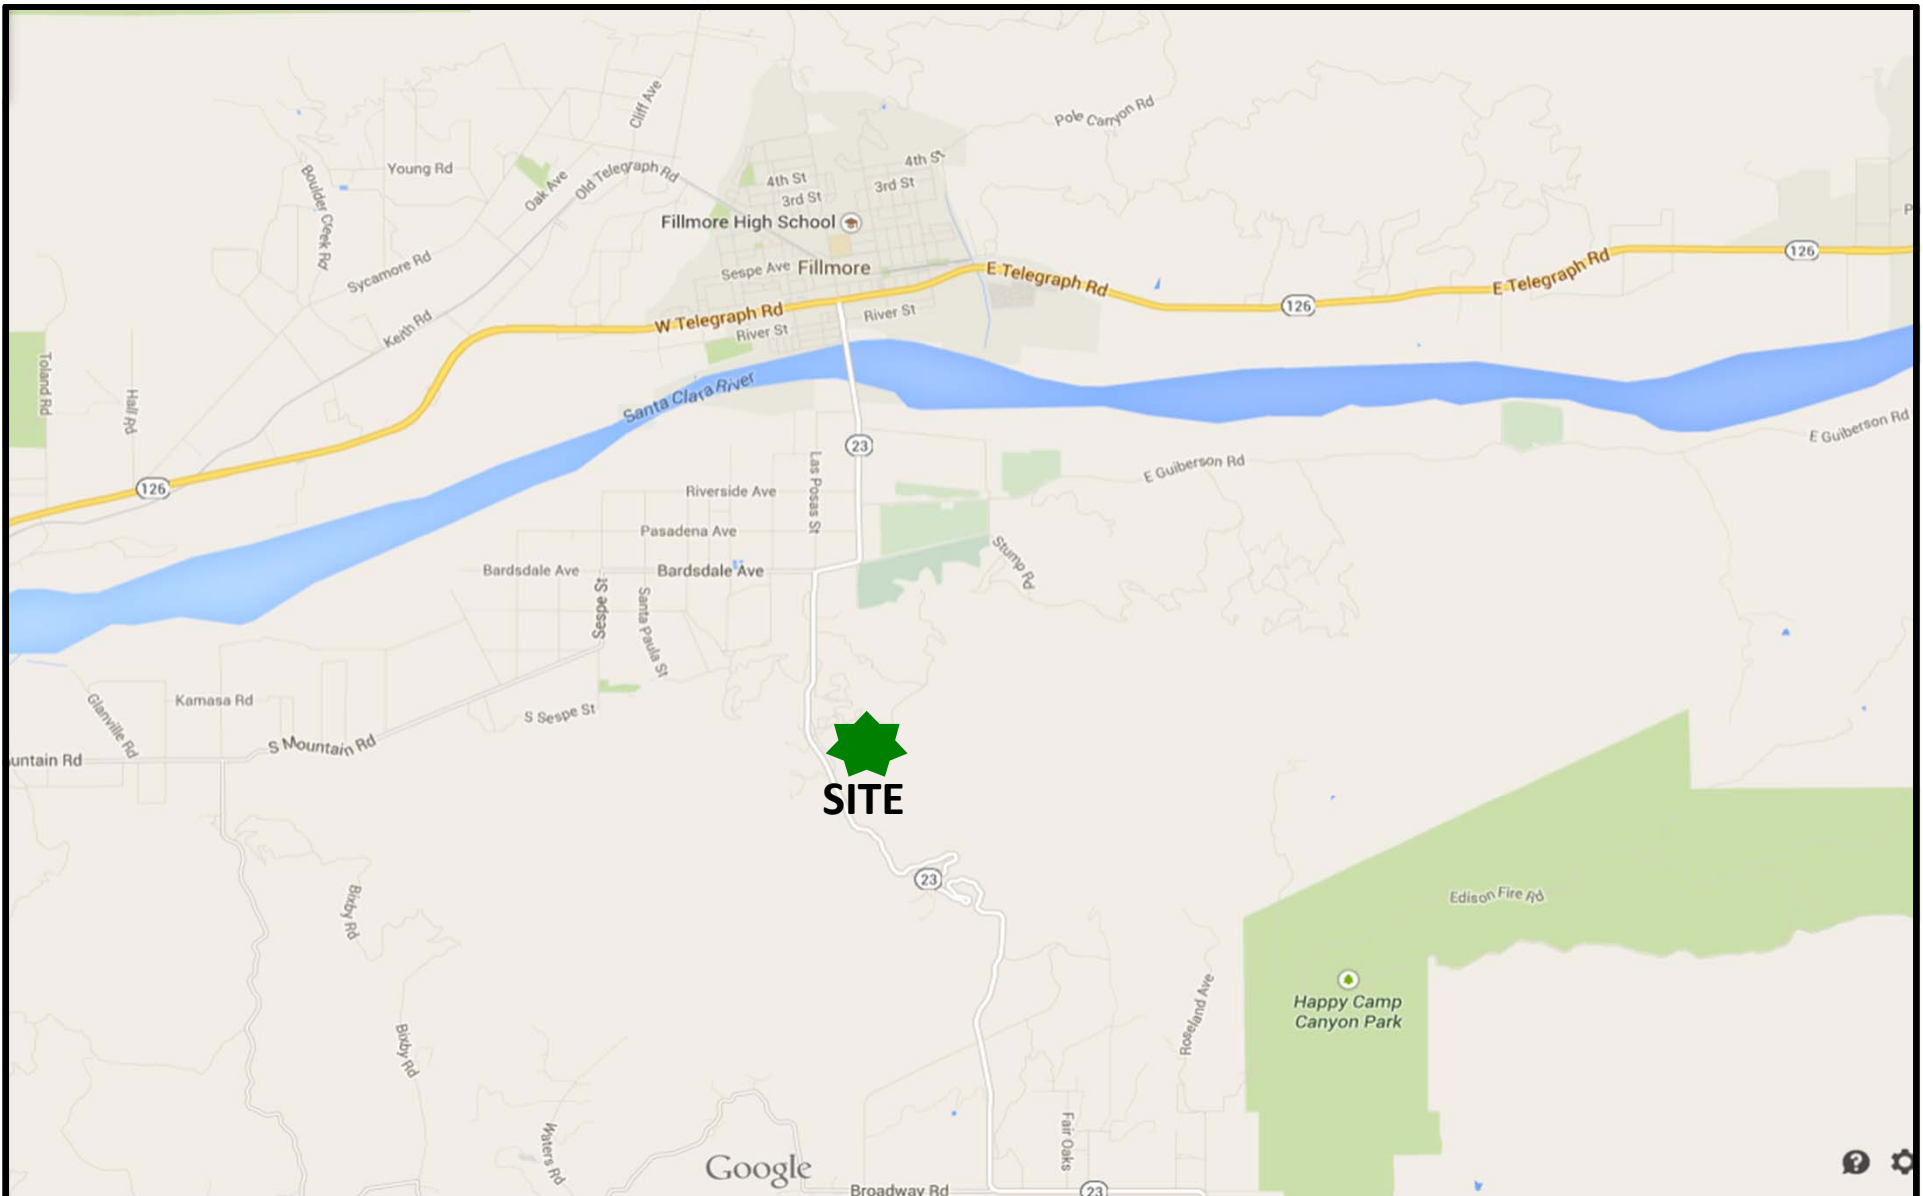 Cliff Ave
Pole Canyon Rd
Young Rd
Boulder Creek Rd
Oak Ave
Old Telegraph Rd
4th St
4th St
3rd St
3rd St
Fillmore High School
P
Sycamore Rd
Sespe Ave
Fillmore
E Telegraph Rd
E Telegraph Rd
126
126
W Telegraph Rd
River St
River St
Keith Rd
Toland Rd
Hall Rd
Santa Clara River
E Guiberson Rd
23
E Guiberson Rd
126
Riverside Ave
Las Posas St
Pasadena Ave
Stump Rd
Bardsdale Ave
Bardsdale Ave
Sespe St
Santa Paula St
Kamasa Rd
Glanville Rd
S Sespe St
S Mountain Rd
untain Rd
SITE
23
Bixby Rd
Edison Fire Rd
Happy Camp
Canyon Park
Roseland Ave
Bixby Rd
Waters Rd
Fair Oaks
Google
Broadway Rd
23
?